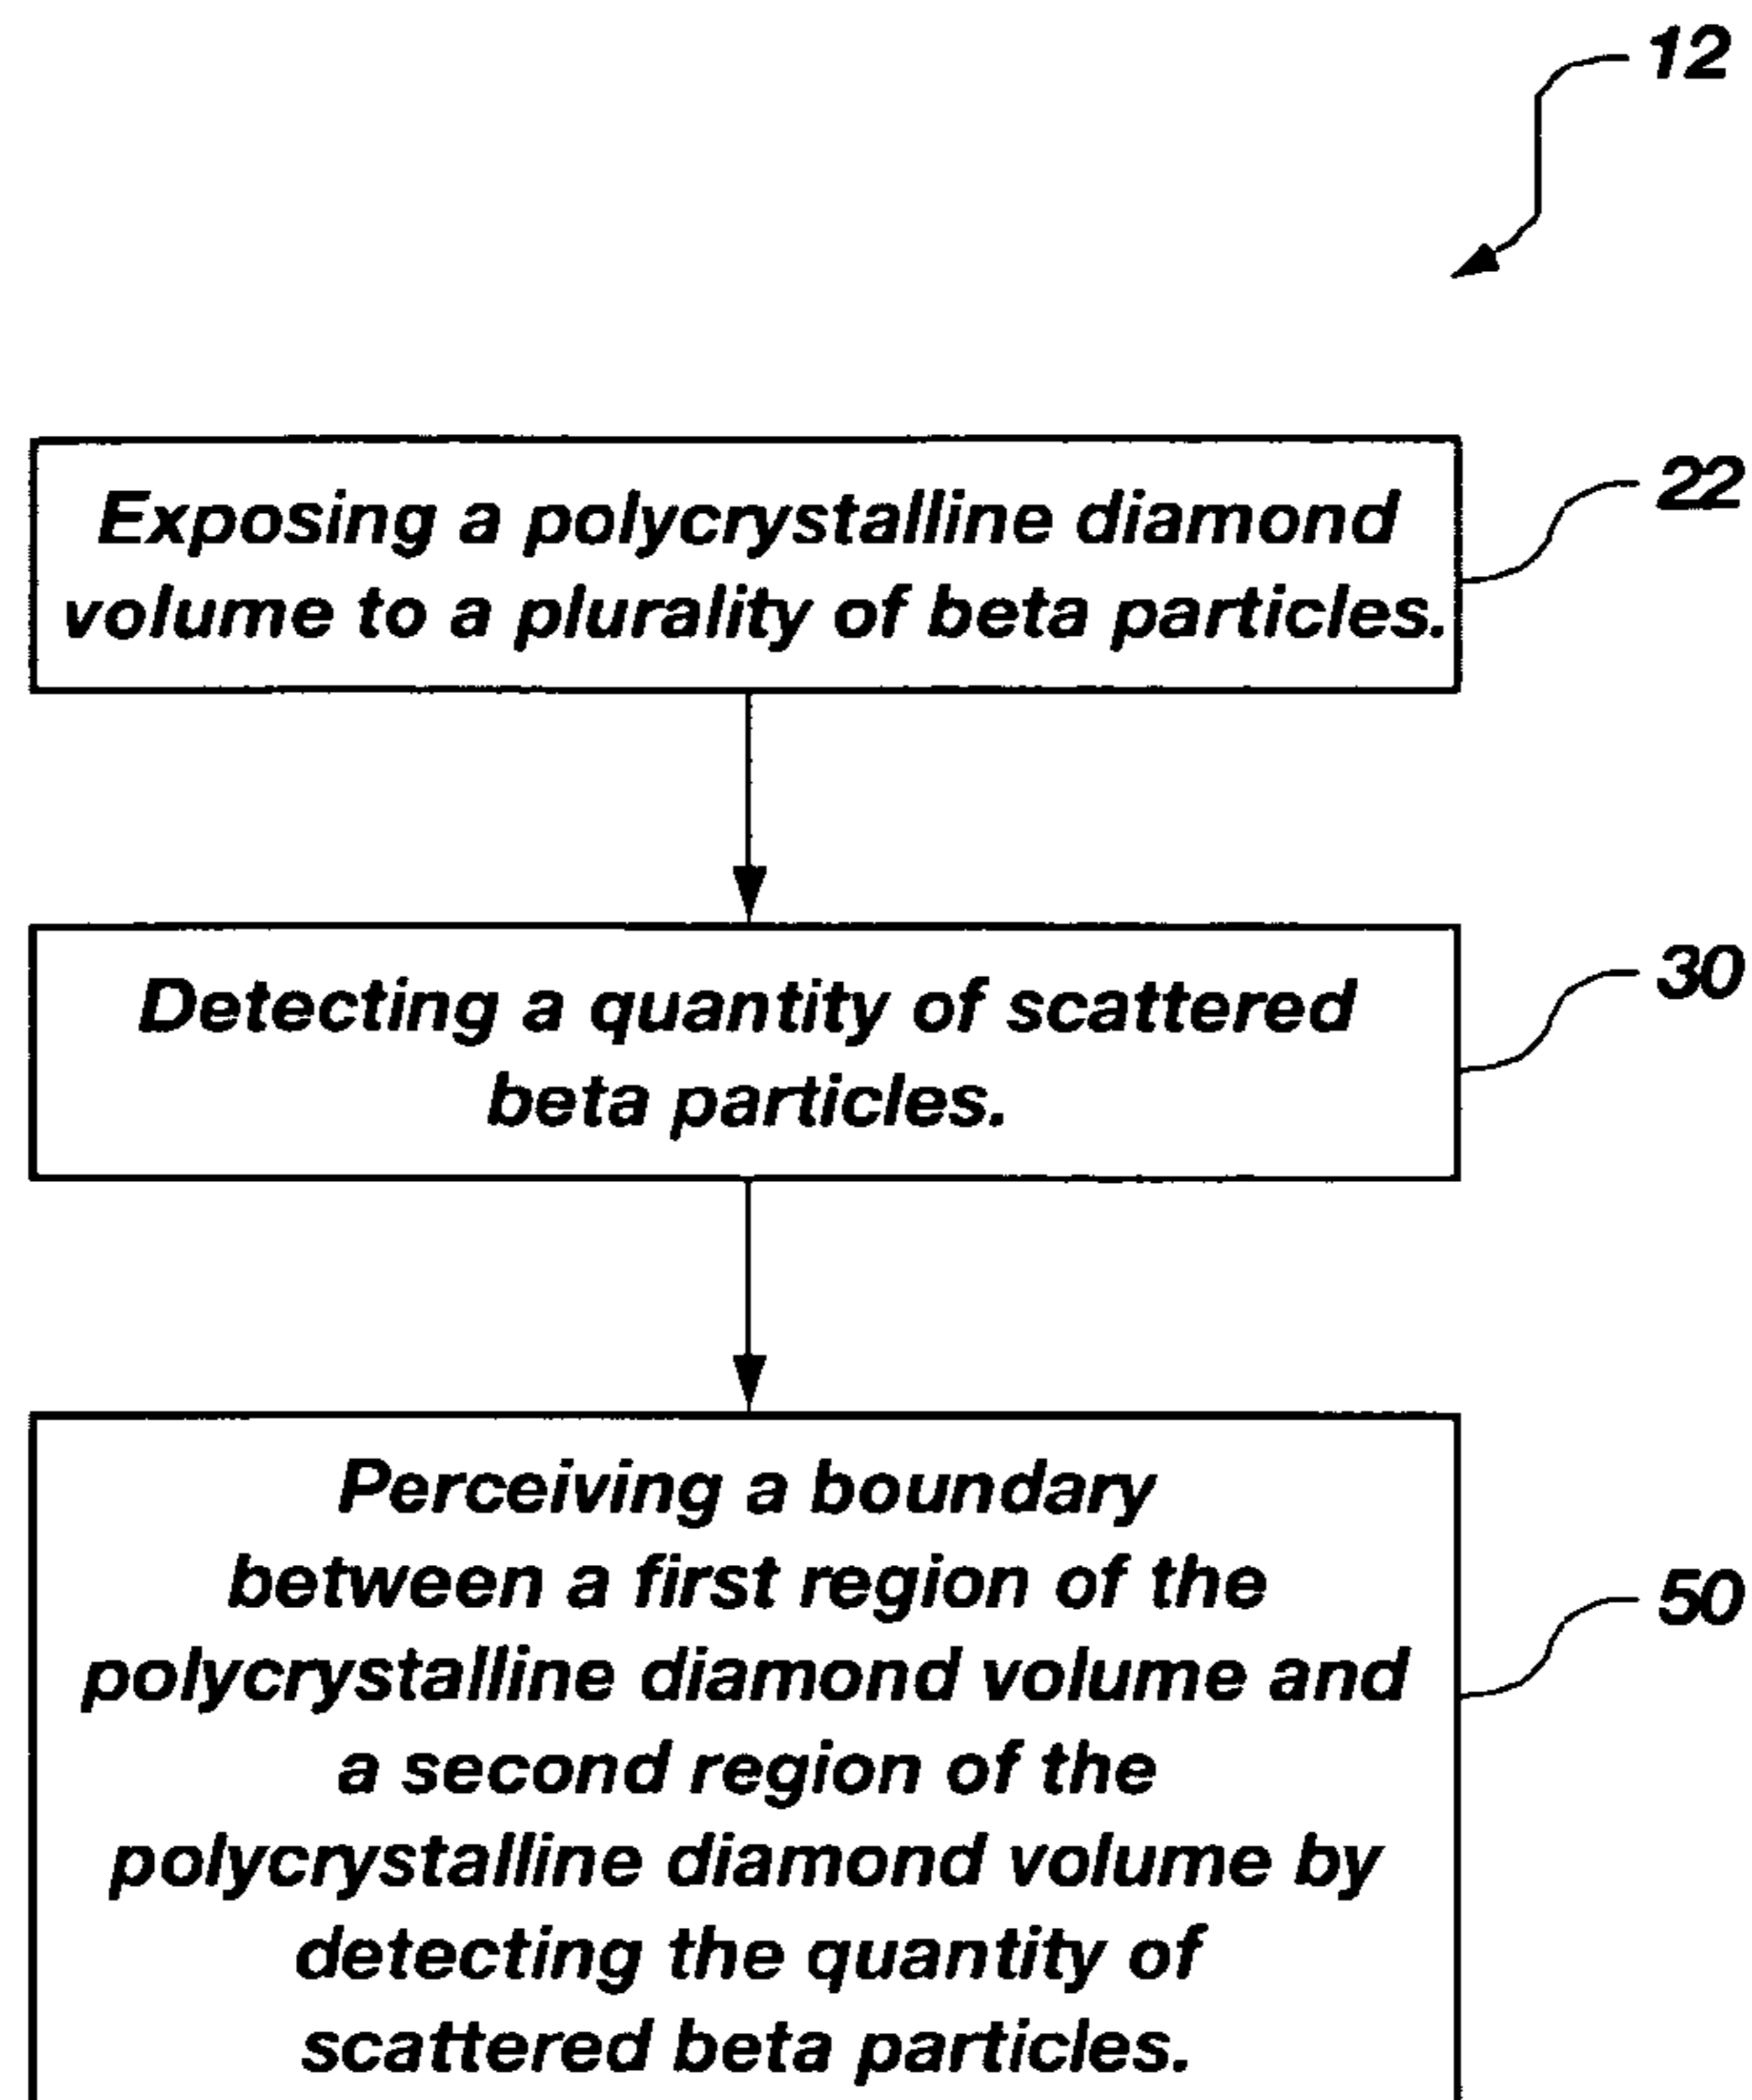 12
Exposing a polycrystalline diamond
volume to a plurality of beta particles.
22
Detecting a quantity of scattered
beta particles.
30
Perceiving a boundary
between a first region of the
polycrystalline diamond volume and
a second region of the
polycrystalline diamond volume by
detecting the quantity of
scattered beta particles.
50